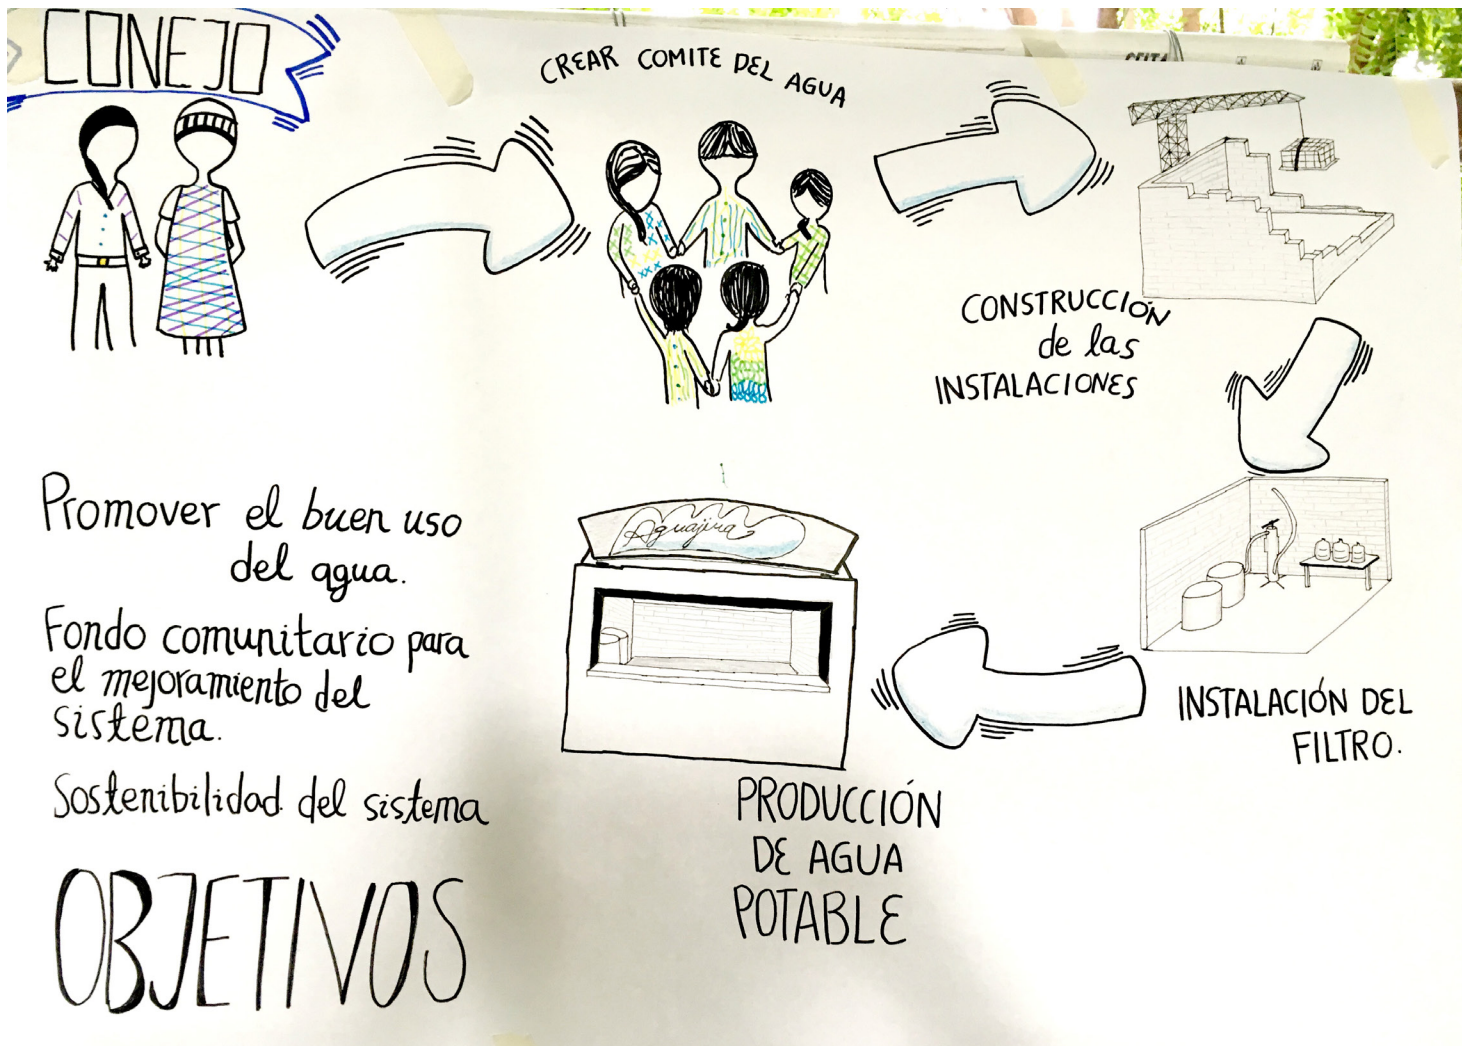 CONEJO
CREAR COMITE DEL AGUA
CONSTRUCCIÓN
de las
INSTALACIONES
INSTALACIÓN DEL
FILTRO.
Aguajira
PRODUCCIÓN
DE AGUA
POTABLE
Promover el buen uso
del agua.
Fondo comunitario para
el mejoramiento del
sistema.
Sostenibilidad del sistema
OBJETIVOS